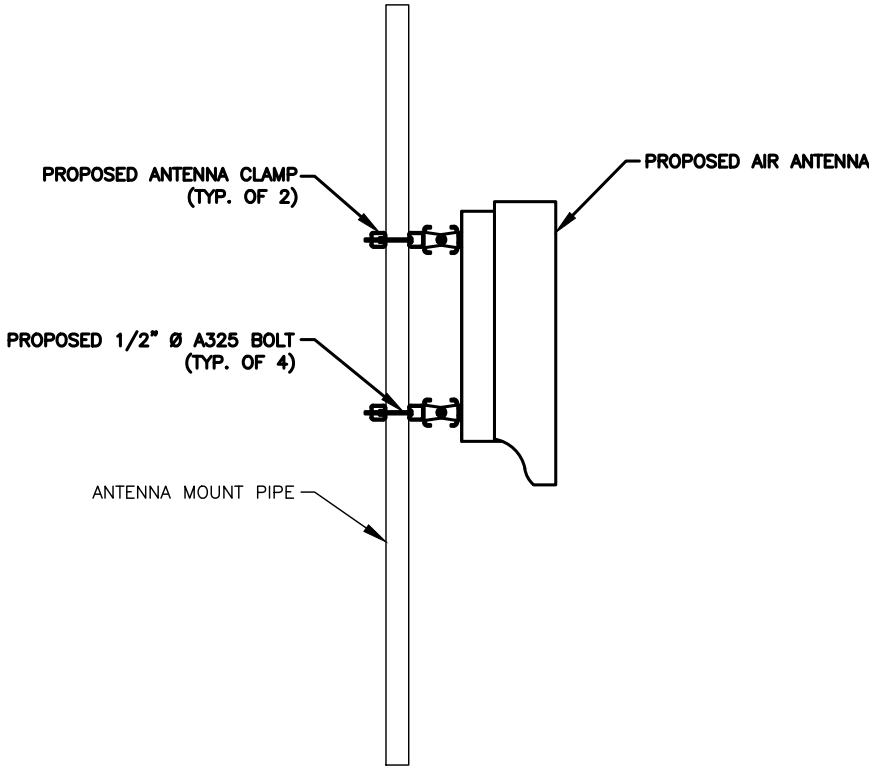 PROPOSED AIR ANTENNA
PROPOSED ANTENNA CLAMP
(TYP. OF 2)
PROPOSED 1/2" Ø A325 BOLT
(TYP. OF 4)
ANTENNA MOUNT PIPE